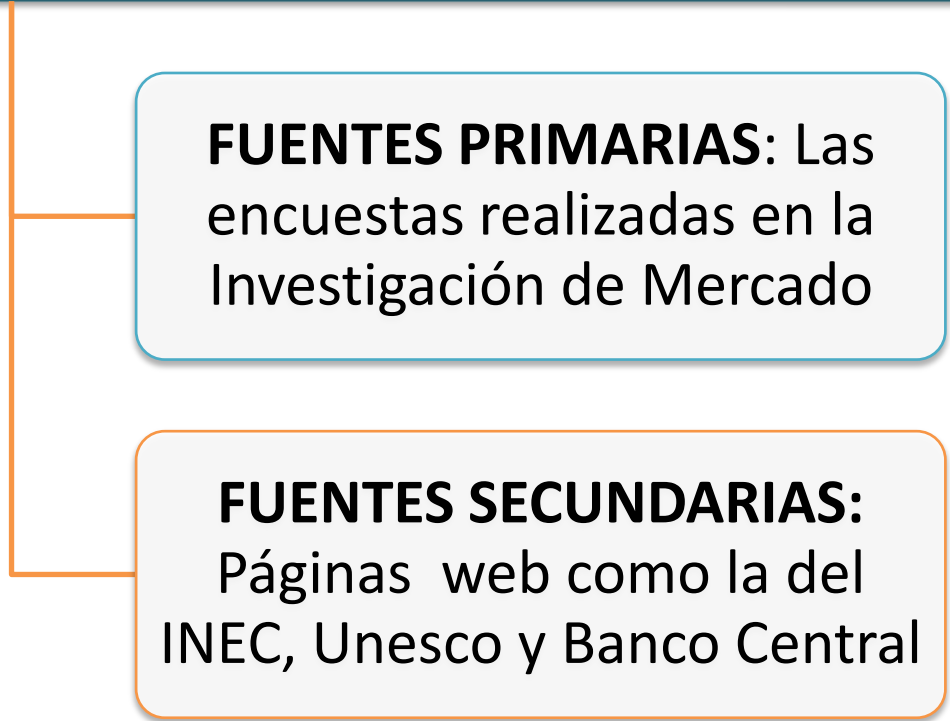 FUENTES PRIMARIAS: Las
encuestas realizadas en la
Investigación de Mercado
FUENTES SECUNDARIAS:
Páginas  web como la del
INEC, Unesco y Banco Central